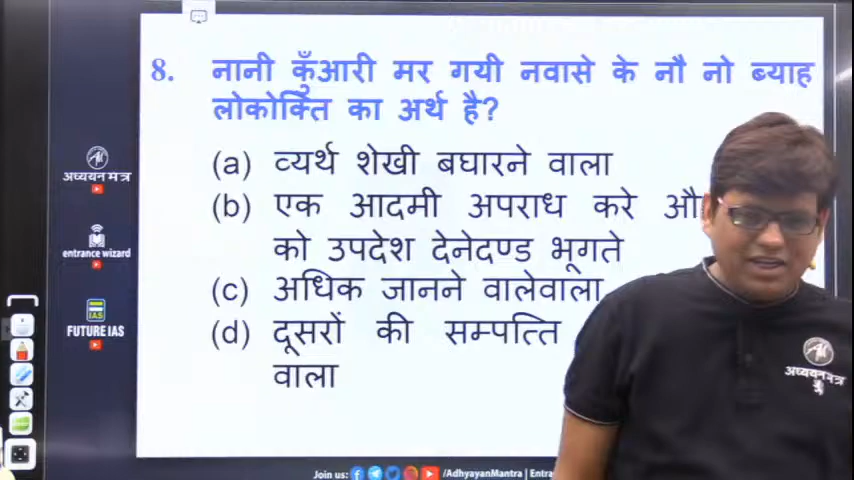 8. नानी कुँआरी मर गयी नवासे के नौ नो ब्याह
लोकोक्ति का अर्थ है?
(a) व्यर्थ शेखी बघारने वाला
(b) एक आदमी अपराध करे
को उपदेश देनेदण्ड भूगते
(c) अधिक जानने वालेवाला
(d) दूसरों की सम्पत्ति
वाला
अध्ययन मंत्र
entrance wizard
IAS
FUTURE IAS
अध्ययन मंत्र
Join us: /AdhyayanMantra | Entra